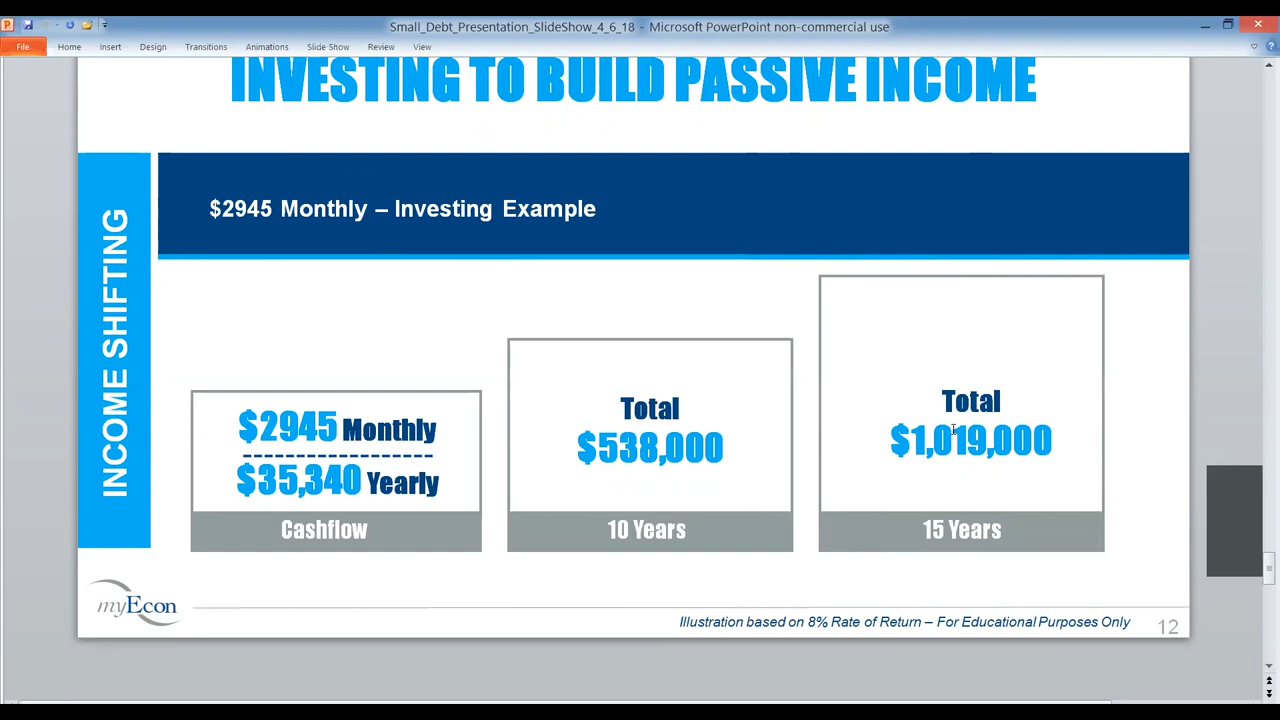 Small_Debt_Presentation_SlideShow_4_6_18 - Microsoft PowerPoint non-commercial use
File Home Insert Design Transitions Animations Slide Show Review View
INVESTING TO BUILD PASSIVE INCOME
INCOME SHIFTING
$2945 Monthly – Investing Example
$2945 Monthly
$35,340 Yearly
Cashflow
Total
$538,000
10 Years
Total
$1,019,000
15 Years
myEcon
Illustration based on 8% Rate of Return – For Educational Purposes Only
12